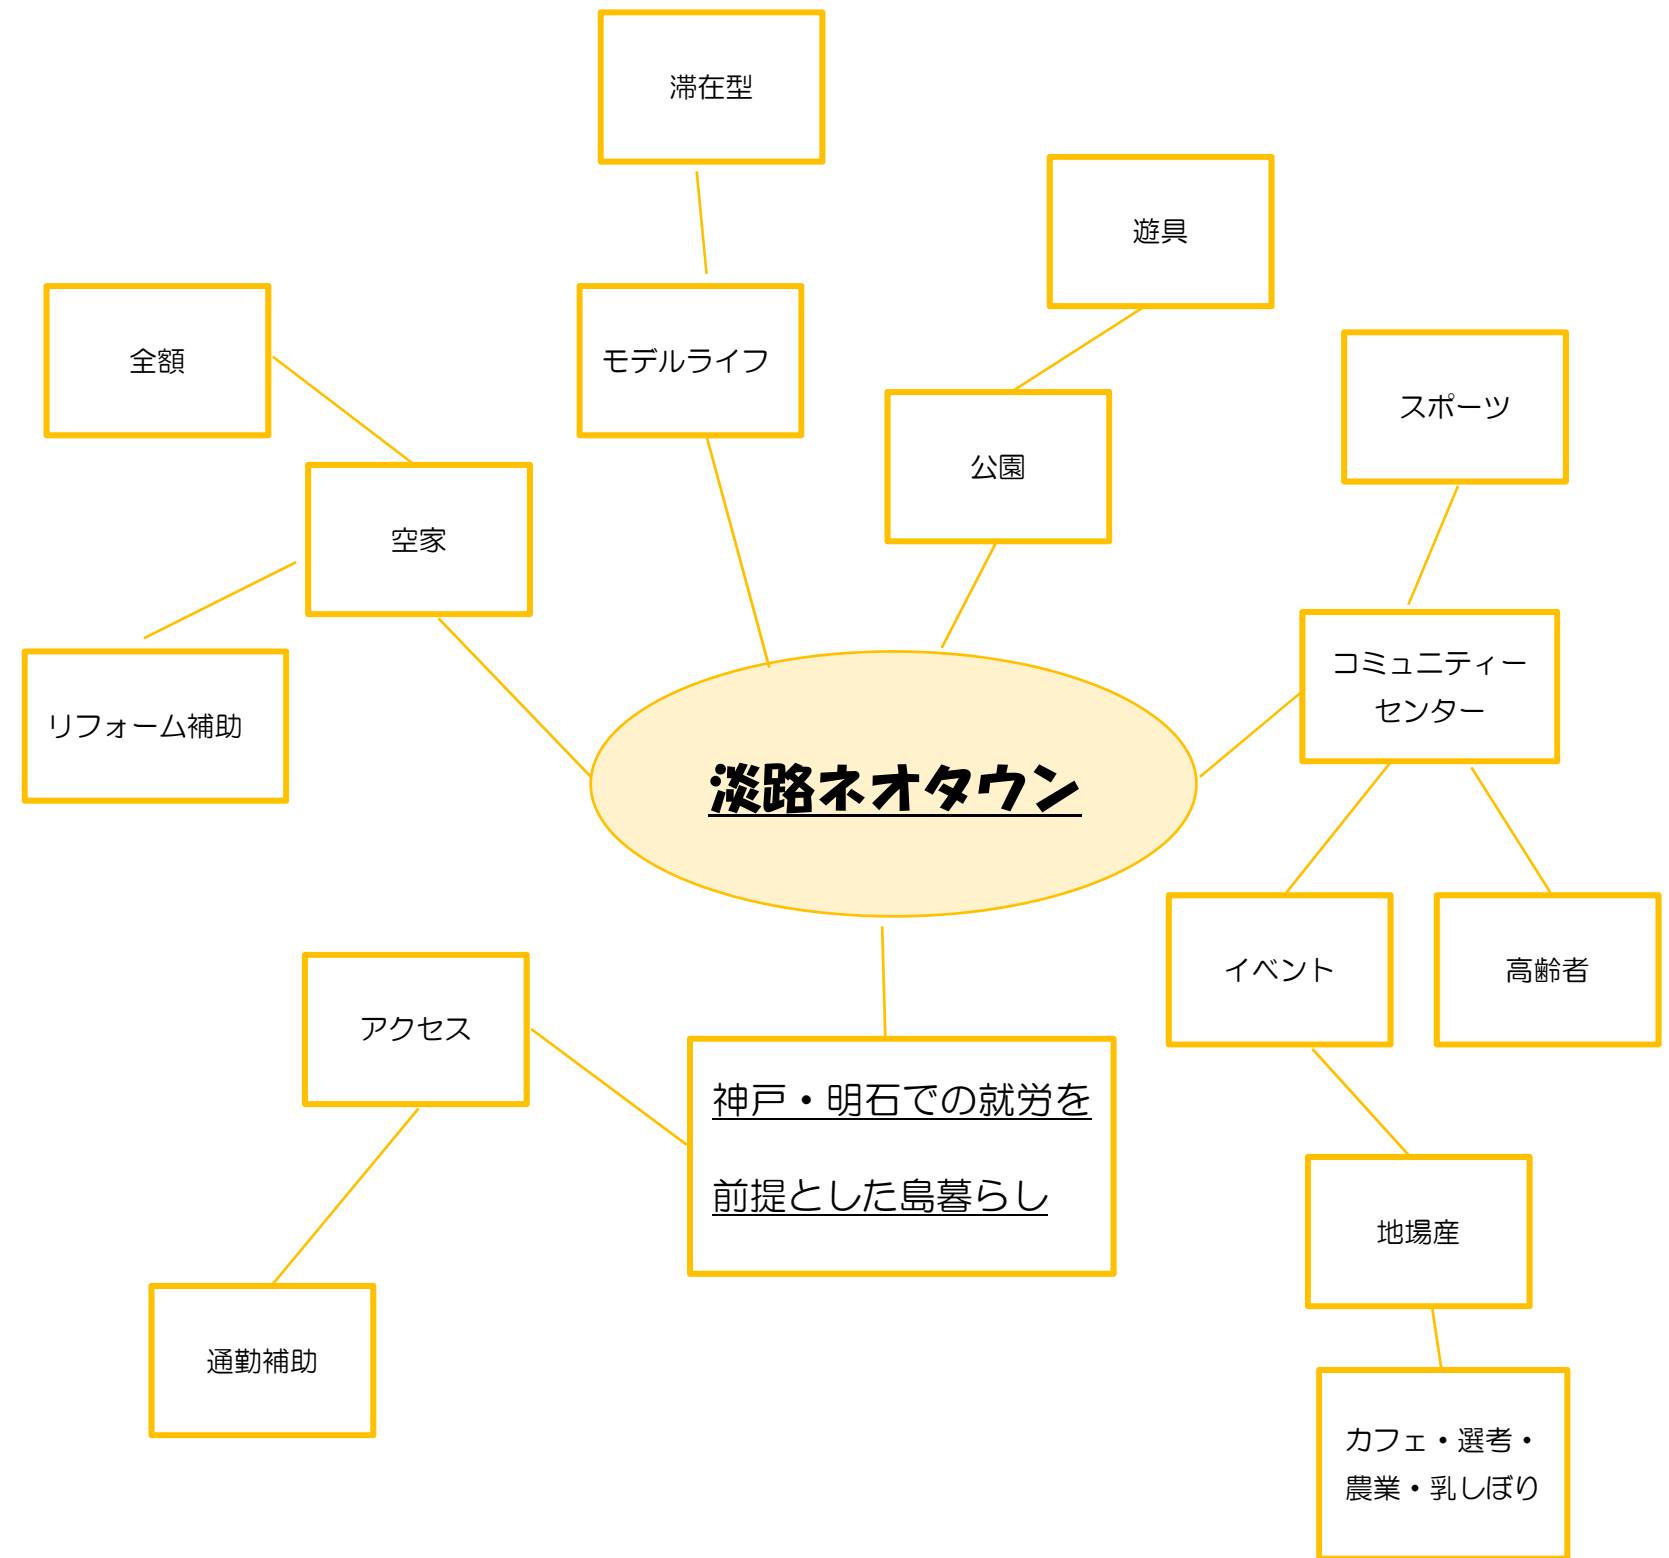 滞在型
遊具
全額
モデルライフ
スポーツ
公園
空家
コミュニティー
センター
リフォーム補助
淡路ネオタウン
イベント
高齢者
アクセス
神戸・明石での就労を
前提とした島暮らし
地場産
通勤補助
カフェ・選考・
農業・乳しぼり